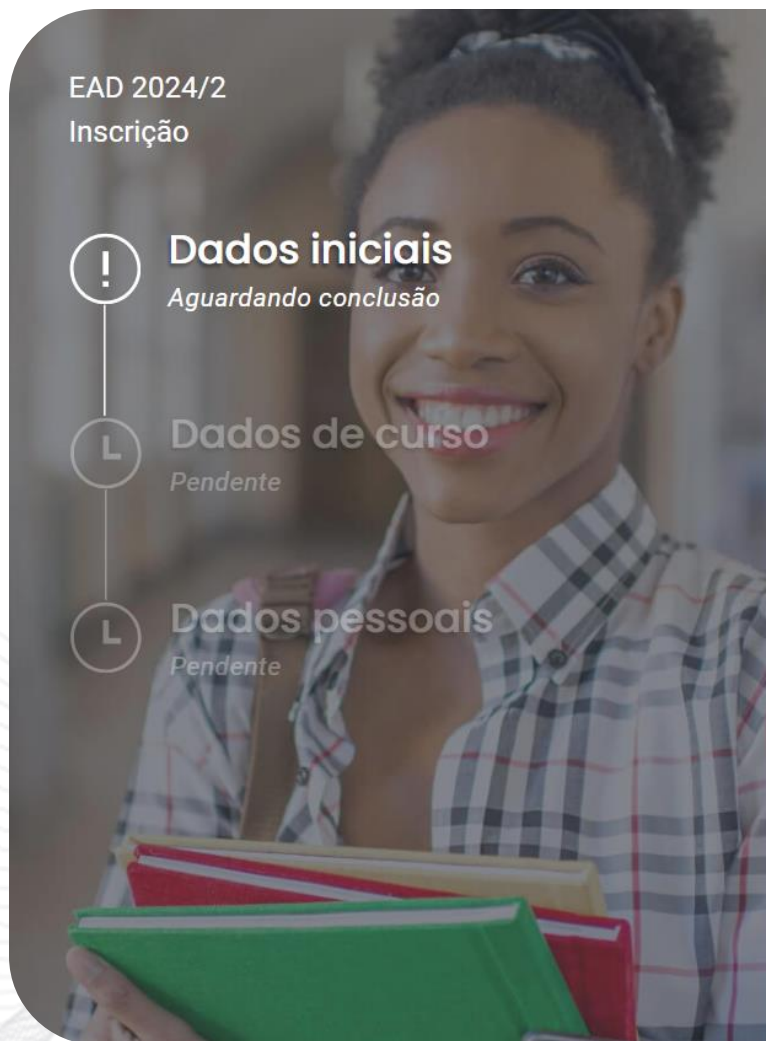 EAD 2024/2
Inscrição
Dados iniciais
Aguardando conclusão
Dados de curso
Pendente
Dados pessoais
Pendente